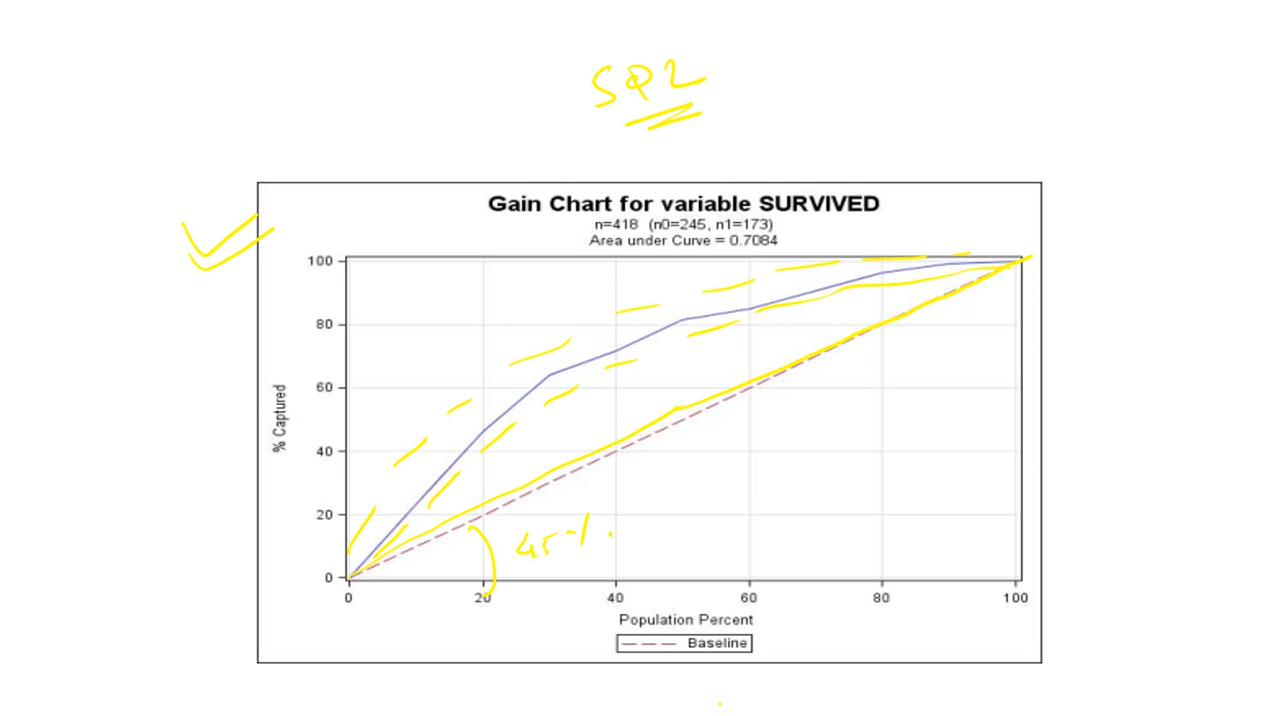 SQL
Gain Chart for variable SURVIVED
n=418 (n0=245, n1=173)
Area under Curve = 0.7084
100
80
60
40
20
0
% Captured
45%.
0 20 40 60 80 100
Population Percent
Baseline